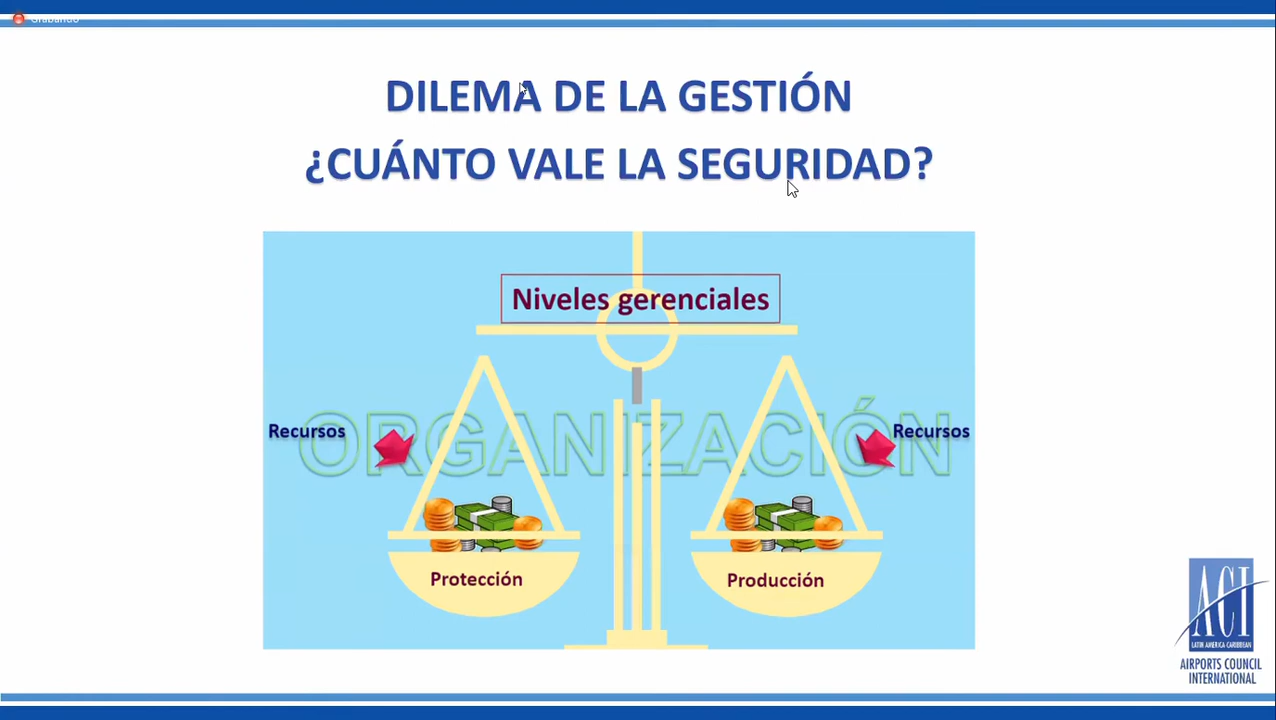 Grabando
DILEMA DE LA GESTIÓN
¿CUÁNTO VALE LA SEGURIDAD?
Niveles gerenciales
ORGANIZACIÓN
Recursos
Recursos
Protección
Producción
ACI
LATIN AMERICA CARIBBEAN
AIRPORTS COUNCIL
INTERNATIONAL